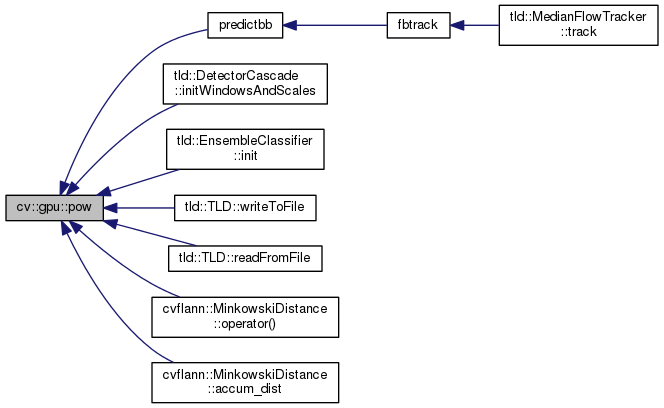 predictbb
fbtrack
tld::MedianFlowTracker
::track
tld::DetectorCascade
::initWindowsAndScales
tld::EnsembleClassifier
::init
cv::gpu::pow
tld::TLD::writeToFile
tld::TLD::readFromFile
cvflann::MinkowskiDistance
::operator()
cvflann::MinkowskiDistance
::accum_dist